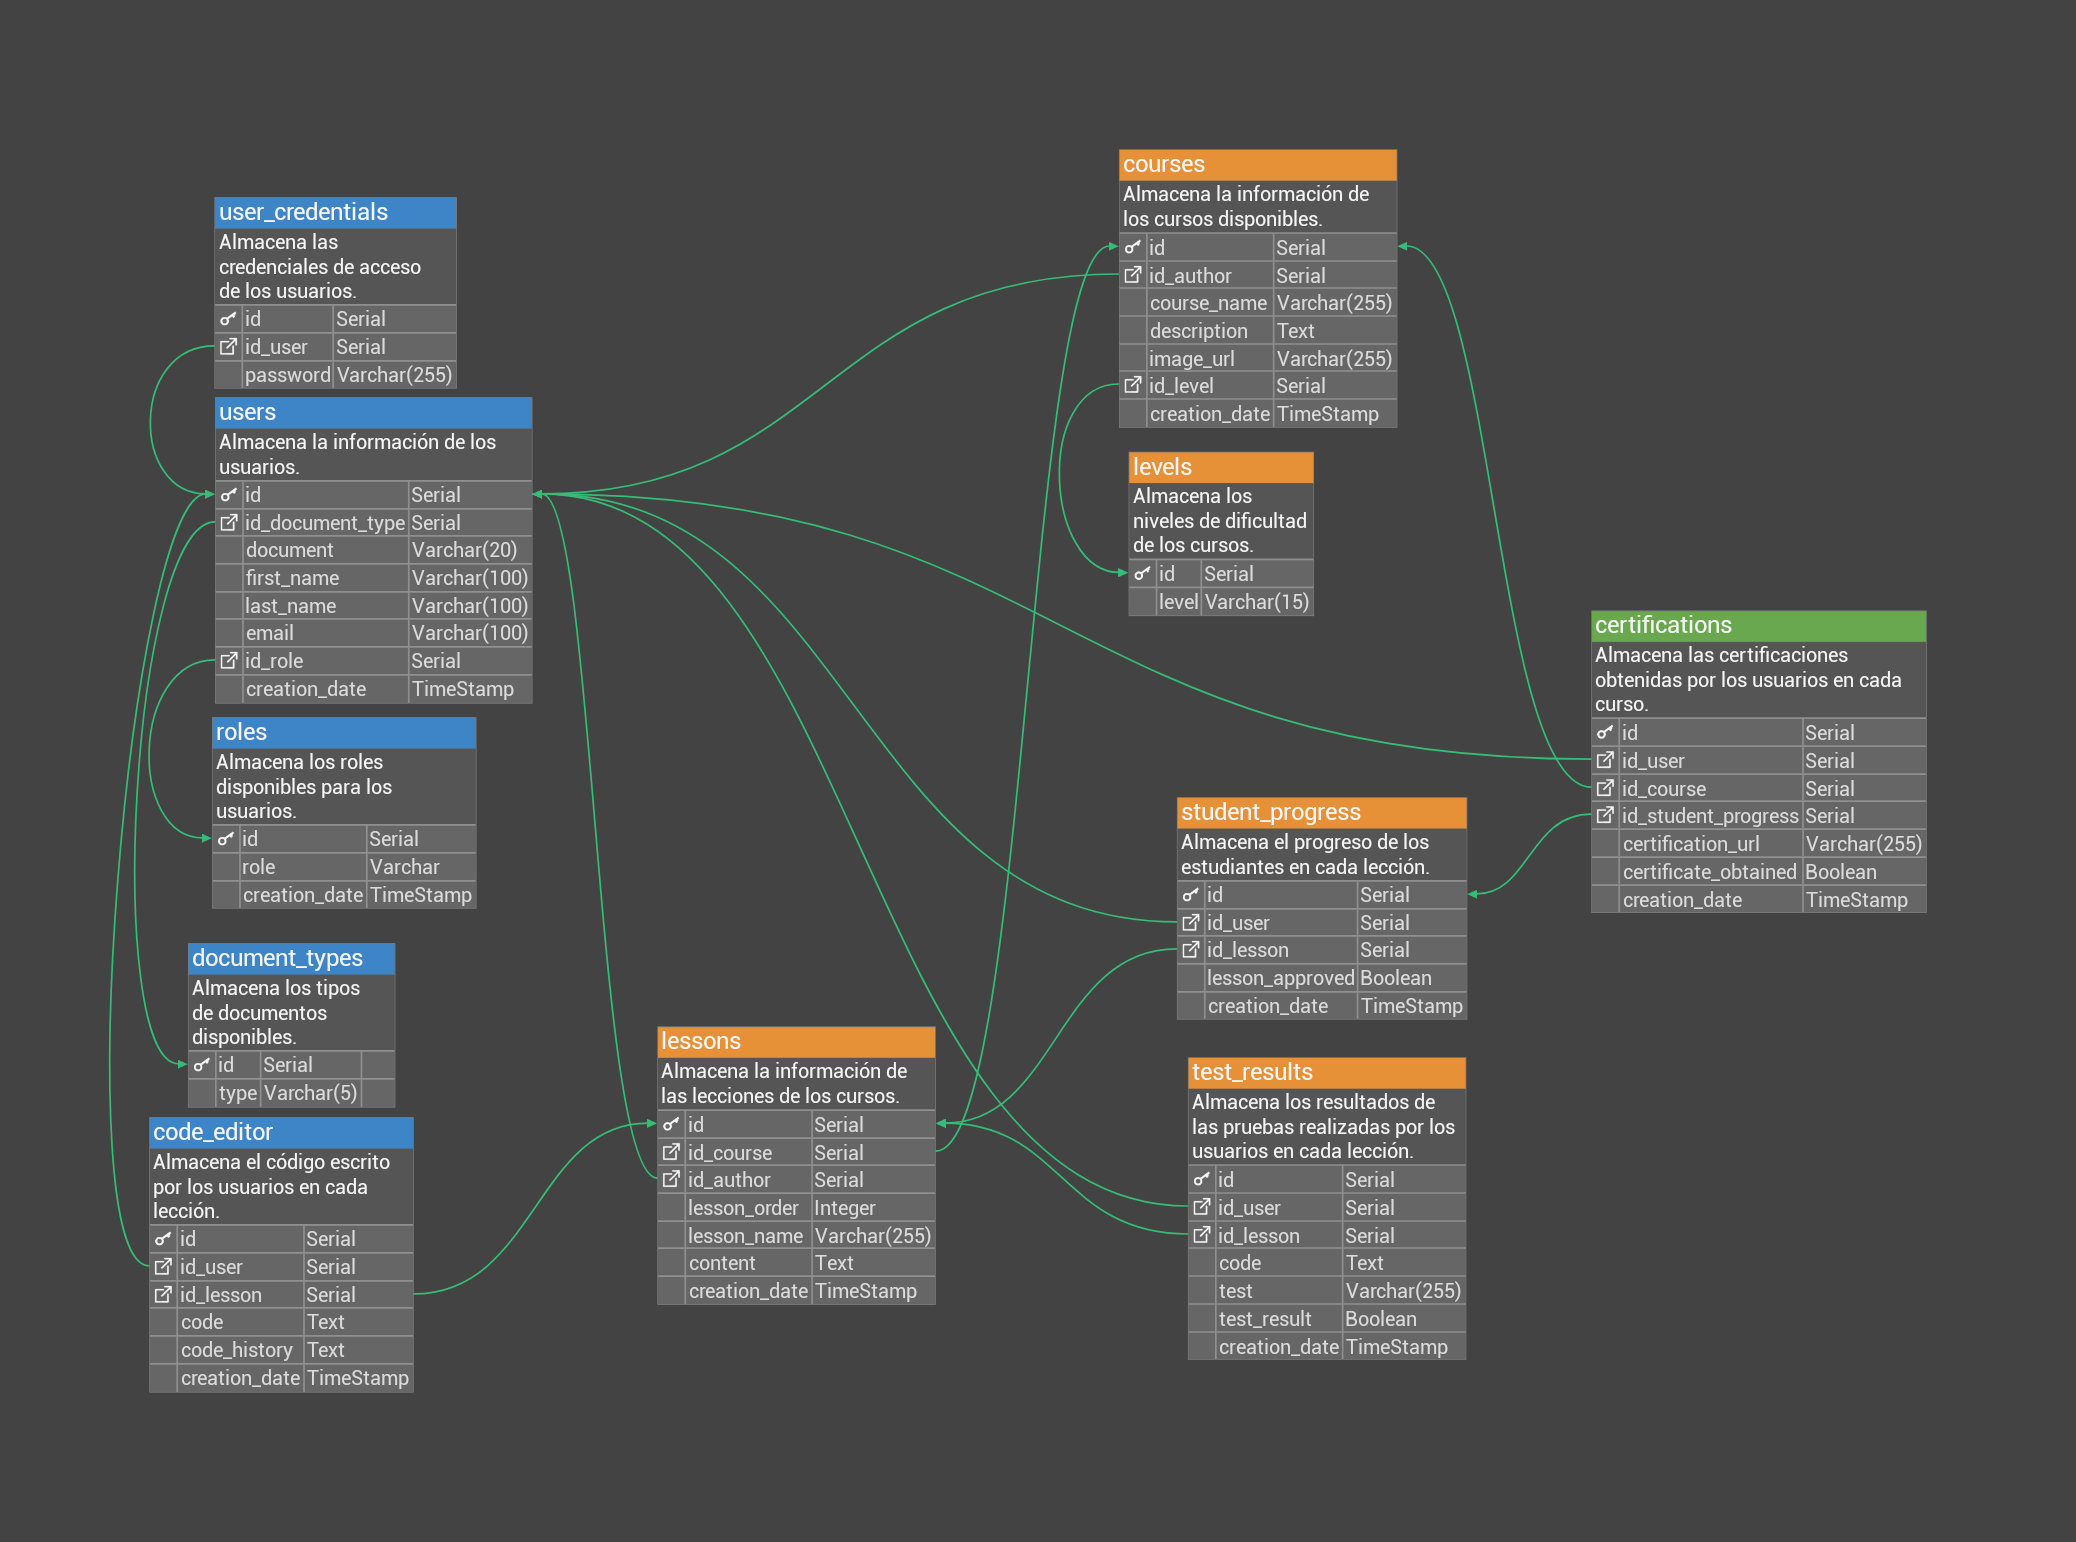 user_credentials
Almacena las
credenciales de acceso
de los usuarios.
id Serial
id_user Serial
password Varchar(255)
users
Almacena la información de los
usuarios.
id Serial
id_document_type Serial
document Varchar(20)
first_name Varchar(100)
last_name Varchar(100)
email Varchar(100)
id_role Serial
creation_date TimeStamp
roles
Almacena los roles
disponibles para los
usuarios.
id Serial
role Varchar
creation_date TimeStamp
document_types
Almacena los tipos
de documentos
disponibles.
id Serial
type Varchar(5)
code_editor
Almacena el código escrito
por los usuarios en cada
lección.
id Serial
id_user Serial
id_lesson Serial
code Text
code_history Text
creation_date TimeStamp
lessons
Almacena la información de
las lecciones de los cursos.
id Serial
id_course Serial
id_author Serial
lesson_order Integer
lesson_name Varchar(255)
content Text
creation_date TimeStamp
courses
Almacena la información de
los cursos disponibles.
id Serial
id_author Serial
course_name Varchar(255)
description Text
image_url Varchar(255)
id_level Serial
creation_date TimeStamp
levels
Almacena los
niveles de dificultad
de los cursos.
id Serial
level Varchar(15)
student_progress
Almacena el progreso de los
estudiantes en cada lección.
id Serial
id_user Serial
id_lesson Serial
lesson_approved Boolean
creation_date TimeStamp
test_results
Almacena los resultados de
las pruebas realizadas por los
usuarios en cada lección.
id Serial
id_user Serial
id_lesson Serial
code Text
test Varchar(255)
test_result Boolean
creation_date TimeStamp
certifications
Almacena las certificaciones
obtenidas por los usuarios en cada
curso.
id Serial
id_user Serial
id_course Serial
id_student_progress Serial
certification_url Varchar(255)
certificate_obtained Boolean
creation_date TimeStamp